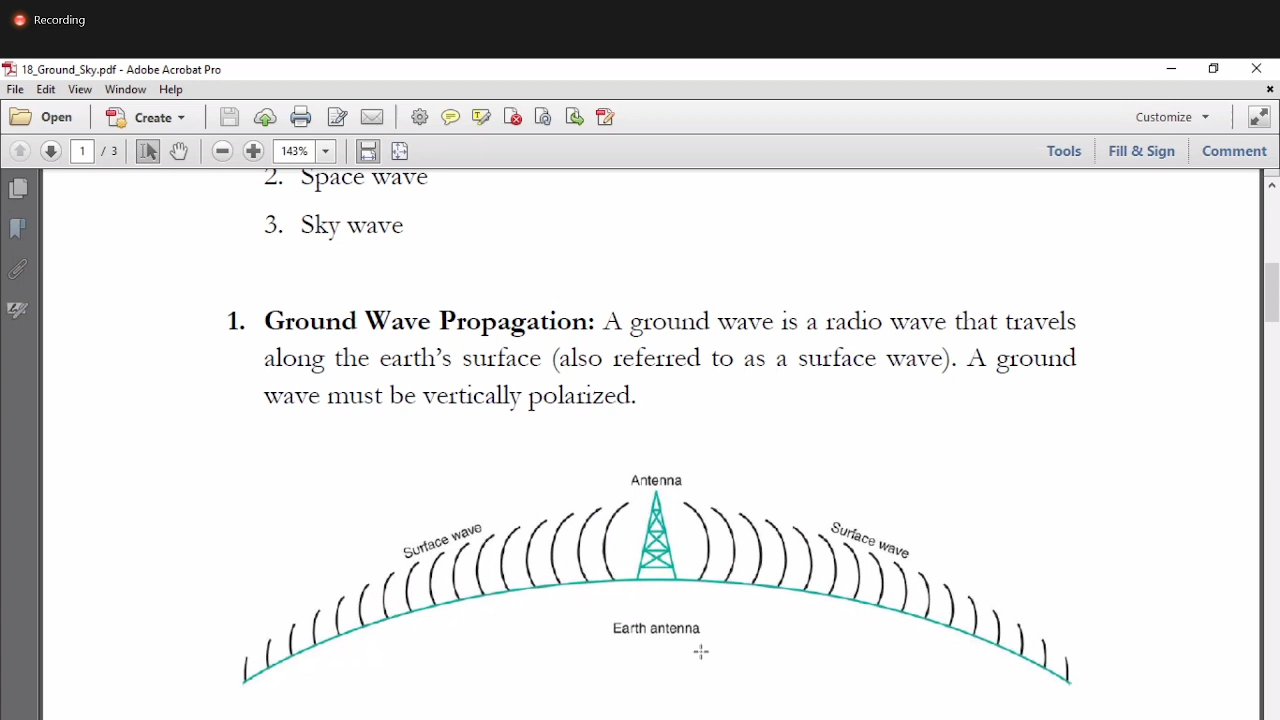 Recording
18_Ground_Sky.pdf - Adobe Acrobat Pro
File Edit View Window Help
Open Create Customize
1 / 3 143% Tools Fill & Sign Comment
2. Space wave
3. Sky wave
1. Ground Wave Propagation: A ground wave is a radio wave that travels
along the earth’s surface (also referred to as a surface wave). A ground
wave must be vertically polarized.
Antenna
Surface wave
Surface wave
Earth antenna